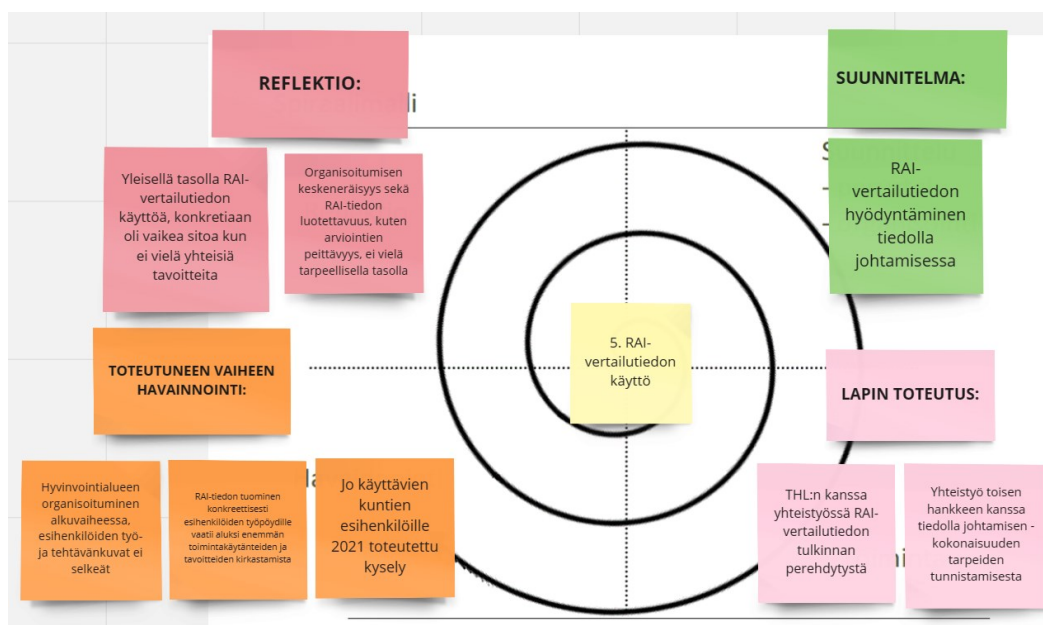 REFLEKTIO:
li
Yleisellä tasolla RAI-
vertailutiedon
käyttöä, konkretiaan
oli vaikea sitoa kun
ei vielä yhteisiä
tavoitteita
Organisoitumisen
keskeneräisyys sekä
RAI-tiedon
luotettavuus, kuten
arviointien
peittävyys, ei vielä
tarpeellisella tasolla
SUUNNITELMA:
S
RAI-
vertailutiedon
hyödyntäminen
tiedolla
johtamisessa
5. RAI-
vertailutiedon
käyttö
TOTEUTUNEEN VAIHEEN
HAVAINNOINTI:
Hyvinvointialueen
organisoituminen
alkuvaiheessa,
esihenkilöiden työ-
ja tehtävänkuvat ei
selkeät
RAI-tiedon tuominen
konkreettisesti
esihenkilöiden työpöydille
vaatii aluksi enemmän
toimintakäytänteiden ja
tavoitteiden kirkastamista
Jo käyttävien
kuntien
esihenkilöille
2021 toteutettu
kysely
LAPIN TOTEUTUS:
THL:n kanssa
yhteistyössä RAI-
vertailutiedon
tulkinnan
perehdytystä
Yhteistyö toisen
hankkeen kanssa
tiedolla johtamisen -
kokonaisuuden
tarpeiden
tunnistamisesta